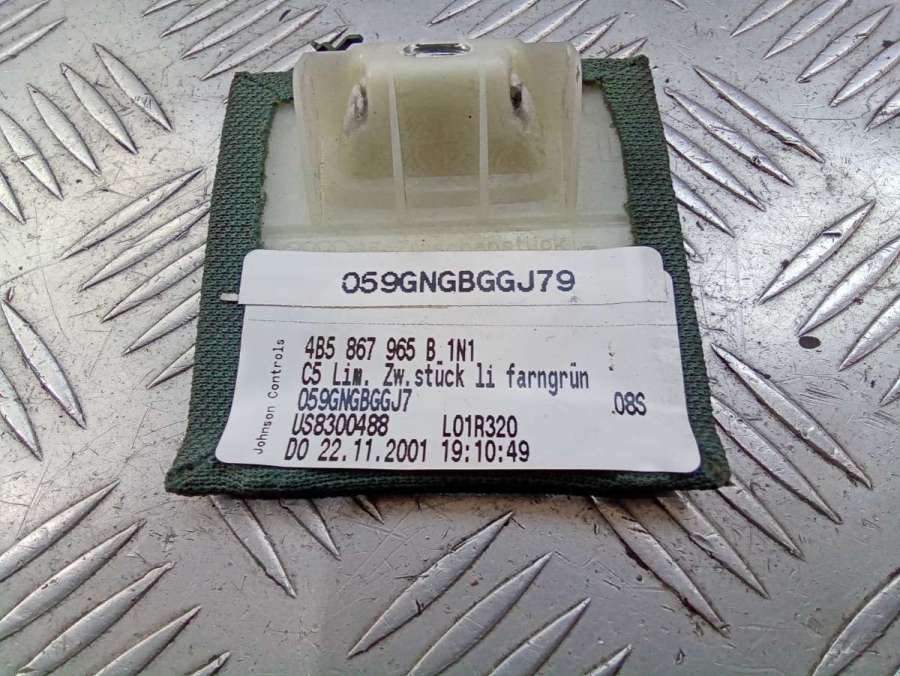 Zwischenstück
059GNGBGGJ79
Johnson Controls
4B5 867 965 B 1N1
C5 Lim. Zw.stück li farngrün
059GNGBGGJ7
08S
US8300488 L01R320
DO 22.11.2001 19:10:49